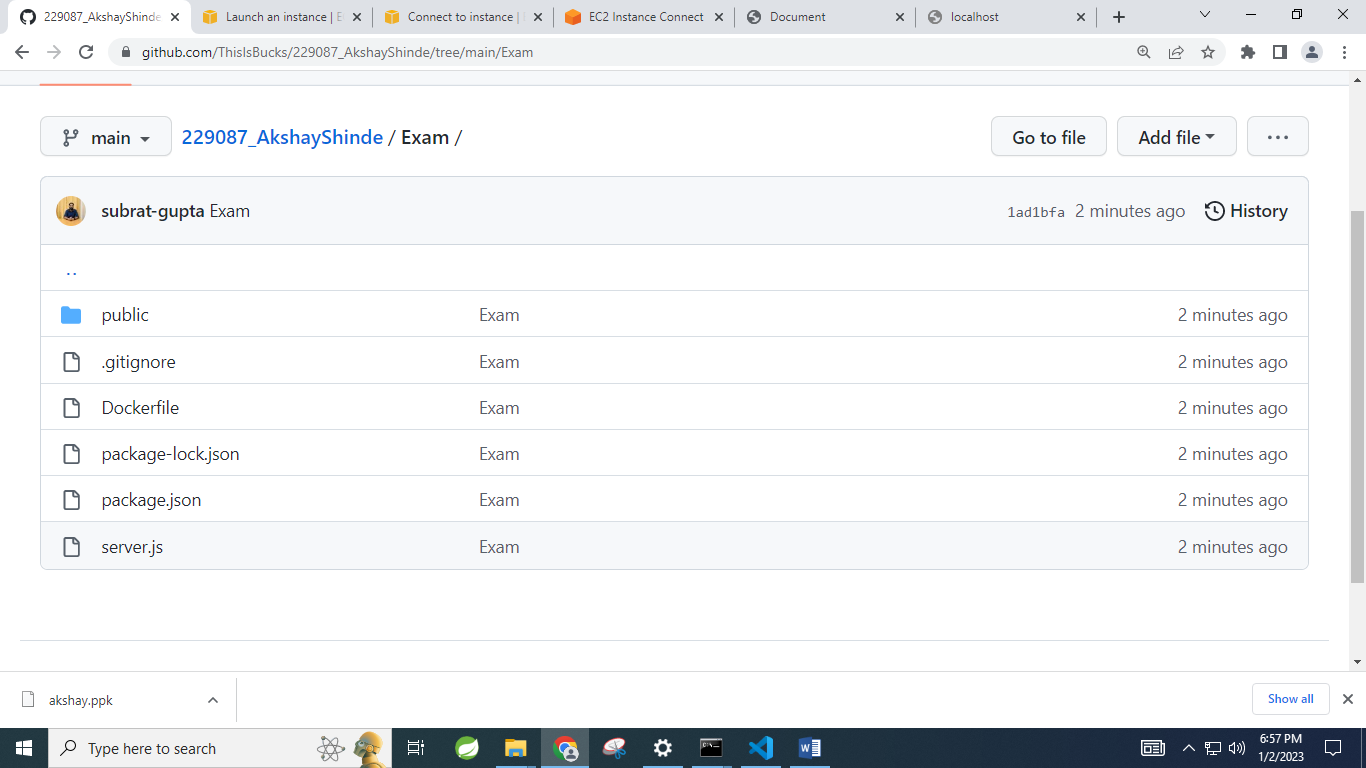 229087_AkshayShinde
Launch an instance | E
Connect to instance |
EC2 Instance Connect
Document
localhost
github.com/ThisIsBucks/229087_AkshayShinde/tree/main/Exam
main
229087_AkshayShinde / Exam /
Go to file
Add file
subrat-gupta Exam
1ad1bfa 2 minutes ago
History
..
public Exam 2 minutes ago
.gitignore Exam 2 minutes ago
Dockerfile Exam 2 minutes ago
package-lock.json Exam 2 minutes ago
package.json Exam 2 minutes ago
server.js Exam 2 minutes ago
akshay.ppk
Show all
Type here to search
6:57 PM
1/2/2023